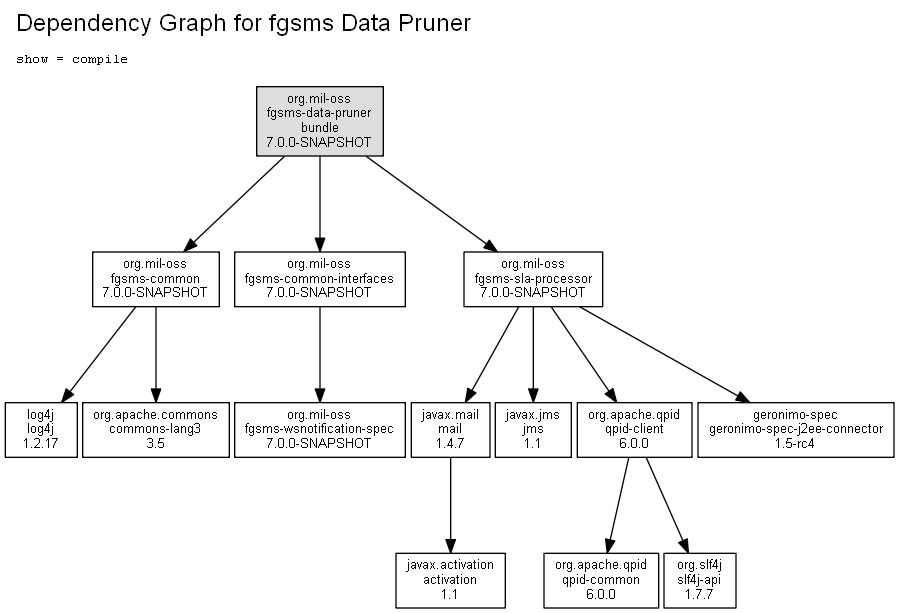 Dependency Graph for fgsms Data Pruner
show = compile
org.mil-oss
fgsms-data-pruner
bundle
7.0.0-SNAPSHOT
org.mil-oss
fgsms-common
7.0.0-SNAPSHOT
org.mil-oss
fgsms-common-interfaces
7.0.0-SNAPSHOT
org.mil-oss
fgsms-sla-processor
7.0.0-SNAPSHOT
log4j
log4j
1.2.17
org.apache.commons
commons-lang3
3.5
org.mil-oss
fgsms-wsnotification-spec
7.0.0-SNAPSHOT
javax.mail
mail
1.4.7
javax.jms
jms
1.1
org.apache.qpid
qpid-client
6.0.0
geronimo-spec
geronimo-spec-j2ee-connector
1.5-rc4
javax.activation
activation
1.1
org.apache.qpid
qpid-common
6.0.0
org.slf4j
slf4j-api
1.7.7